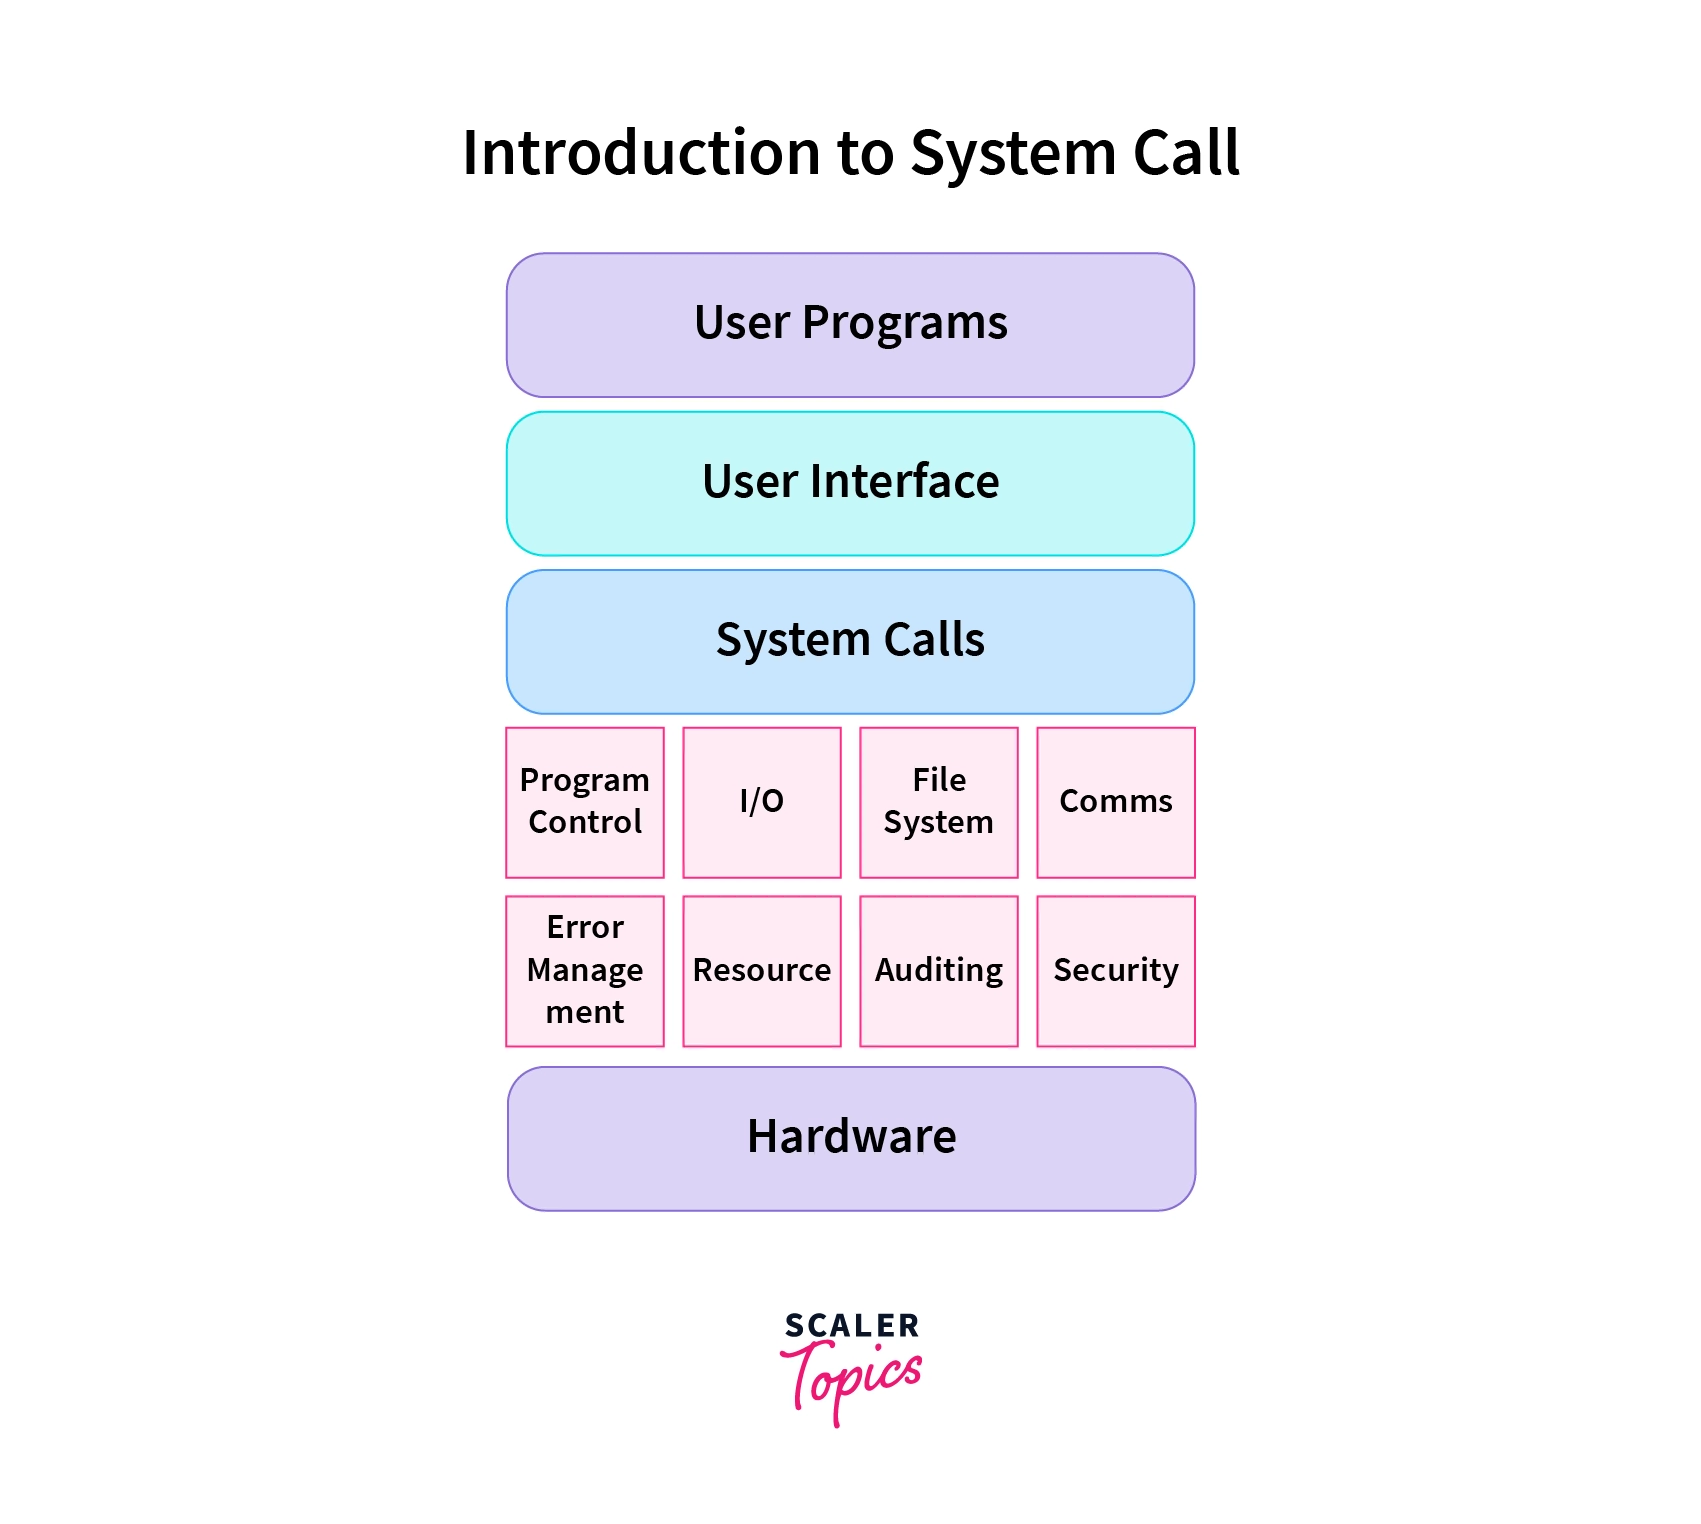 Introduction to System Call
User Programs
User Interface
System Calls
Program
Control
I/O
File
System
Comms
Error
Manage
ment
Resource
Auditing
Security
Hardware
SCALER
Topics